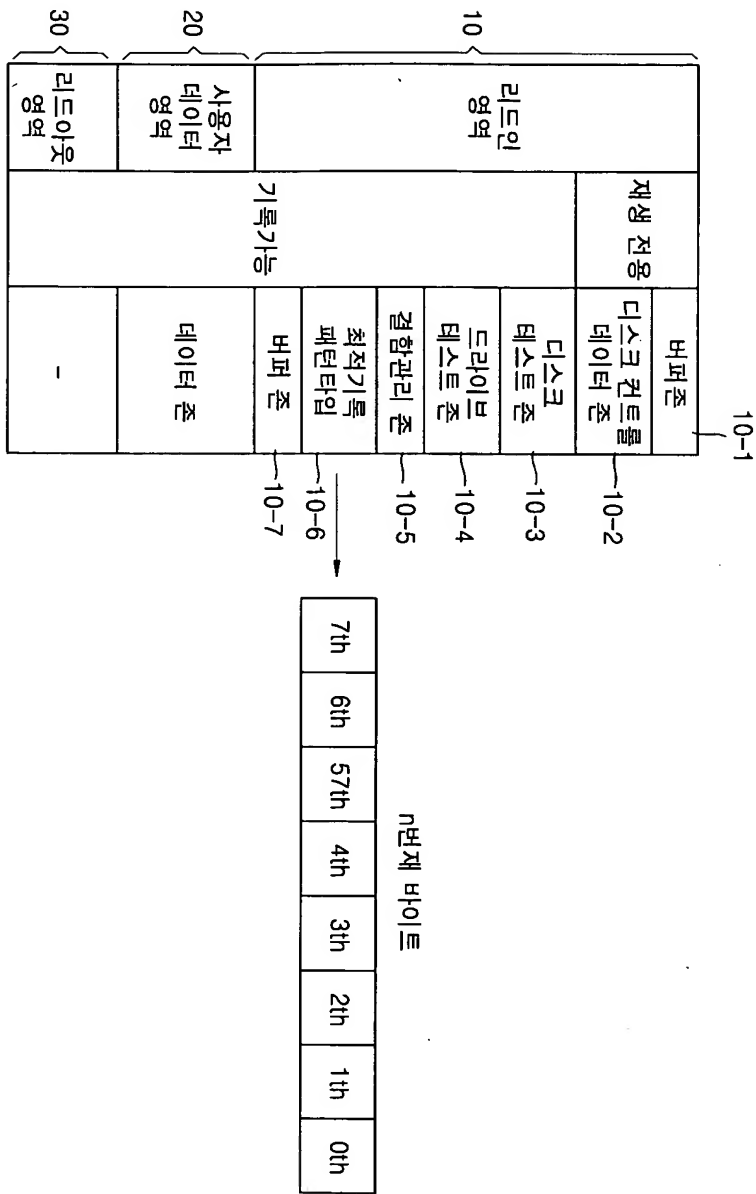 10
20
30
리드인
영역
사용자
데이터
영역
리드아웃
영역
재생 전용
기록가능
버퍼존
디스크 컨트롤
데이터 존
디스크
테스트 존
드라이브
테스트 존
결함관리 존
최적기록
패턴타입
버퍼 존
데이터 존
-
10-1
10-2
10-3
10-4
10-5
10-6
10-7
n번재 바이트
7th
6th
57th
4th
3th
2th
1th
0th